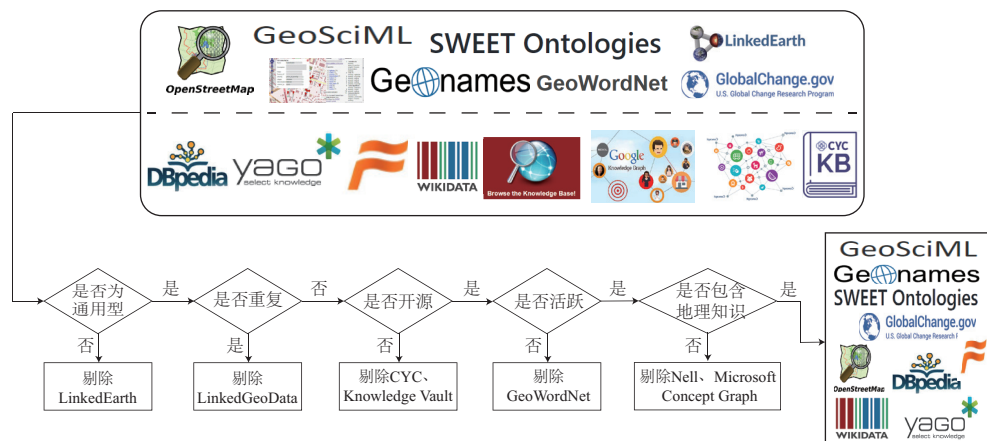 GeoSciML
SWEET Ontologies
LinkedEarth
OpenStreetMap
Geonames
GeoWordNet
GlobalChange.gov
U.S. Global Change Research Program
DBpedia
yago
select knowledge
WIKIDATA
Browse the Knowledge Base!
Google
Knowledge Graph
CYC
KB
是否为
通用型
是
否
剔除
LinkedEarth
是否重复
否
是
剔除
LinkedGeoData
是否开源
是
否
剔除CYC、
Knowledge Vault
是否活跃
是
否
剔除
GeoWordNet
是否包含
地理知识
是
否
剔除Nell、Microsoft
Concept Graph
GeoSciML
Geonames
SWEET Ontologies
GlobalChange.gov
U.S. Global Change Research F
OpenStreetMap
DBpedia
WIKIDATA
yago
select knowledge